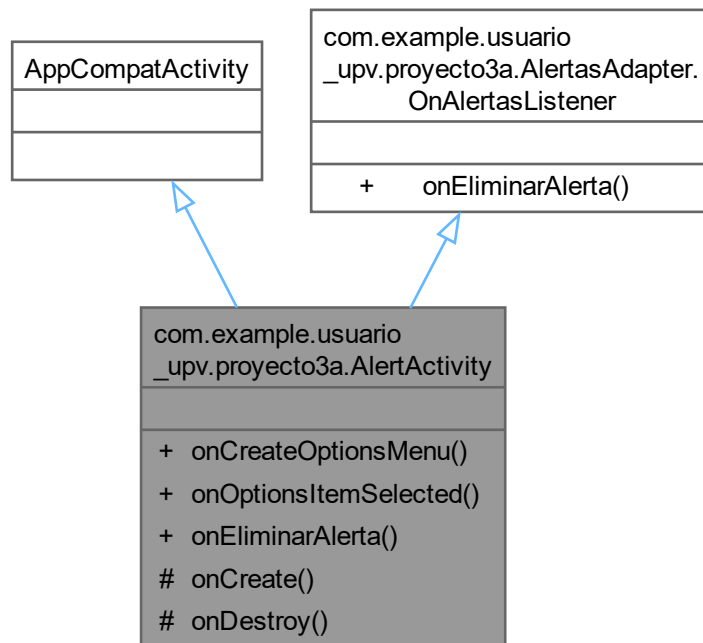 AppCompatActivity
com.example.usuario
_upv.proyecto3a.AlertasAdapter.
OnAlertasListener
+ onEliminarAlerta()
com.example.usuario
_upv.proyecto3a.AlertActivity
+ onCreateOptionsMenu()
+ onOptionsItemSelected()
+ onEliminarAlerta()
# onCreate()
# onDestroy()